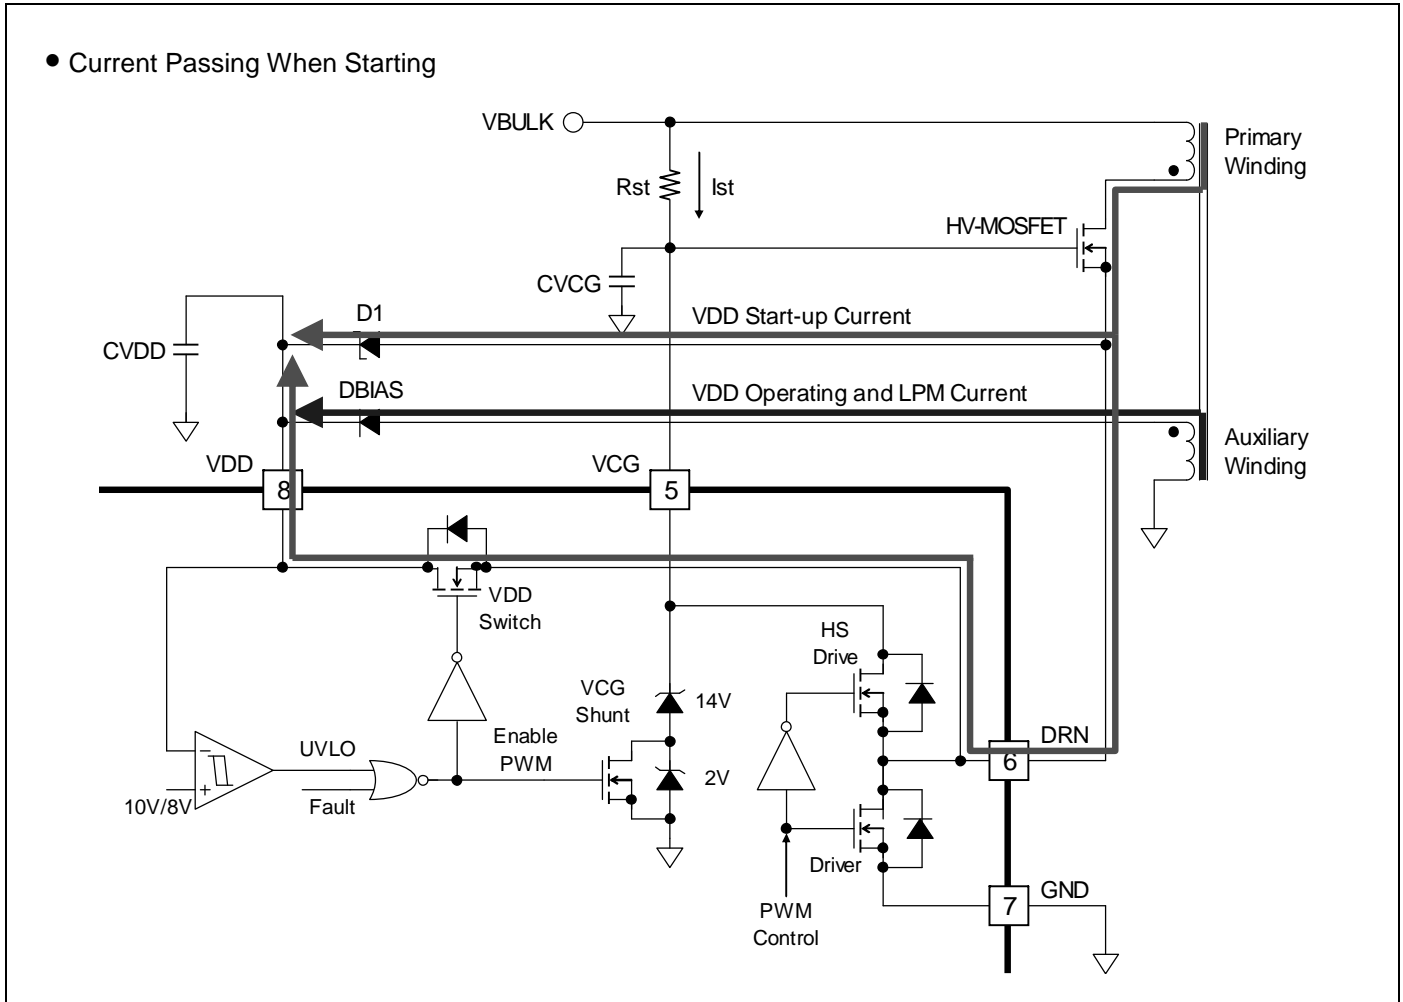 ● Current Passing When Starting
VBULK
Primary
Winding
Rst
Ist
HV-MOSFET
CVCG
D1
VDD Start-up Current
CVDD
DBIAS
VDD Operating and LPM Current
Auxiliary
Winding
VDD
VCG
8
5
VDD
Switch
HS
Drive
VCG
Shunt
14V
Enable
PWM
UVLO
DRN
6
2V
10V/8V
Fault
Driver
GND
7
PWM
Control